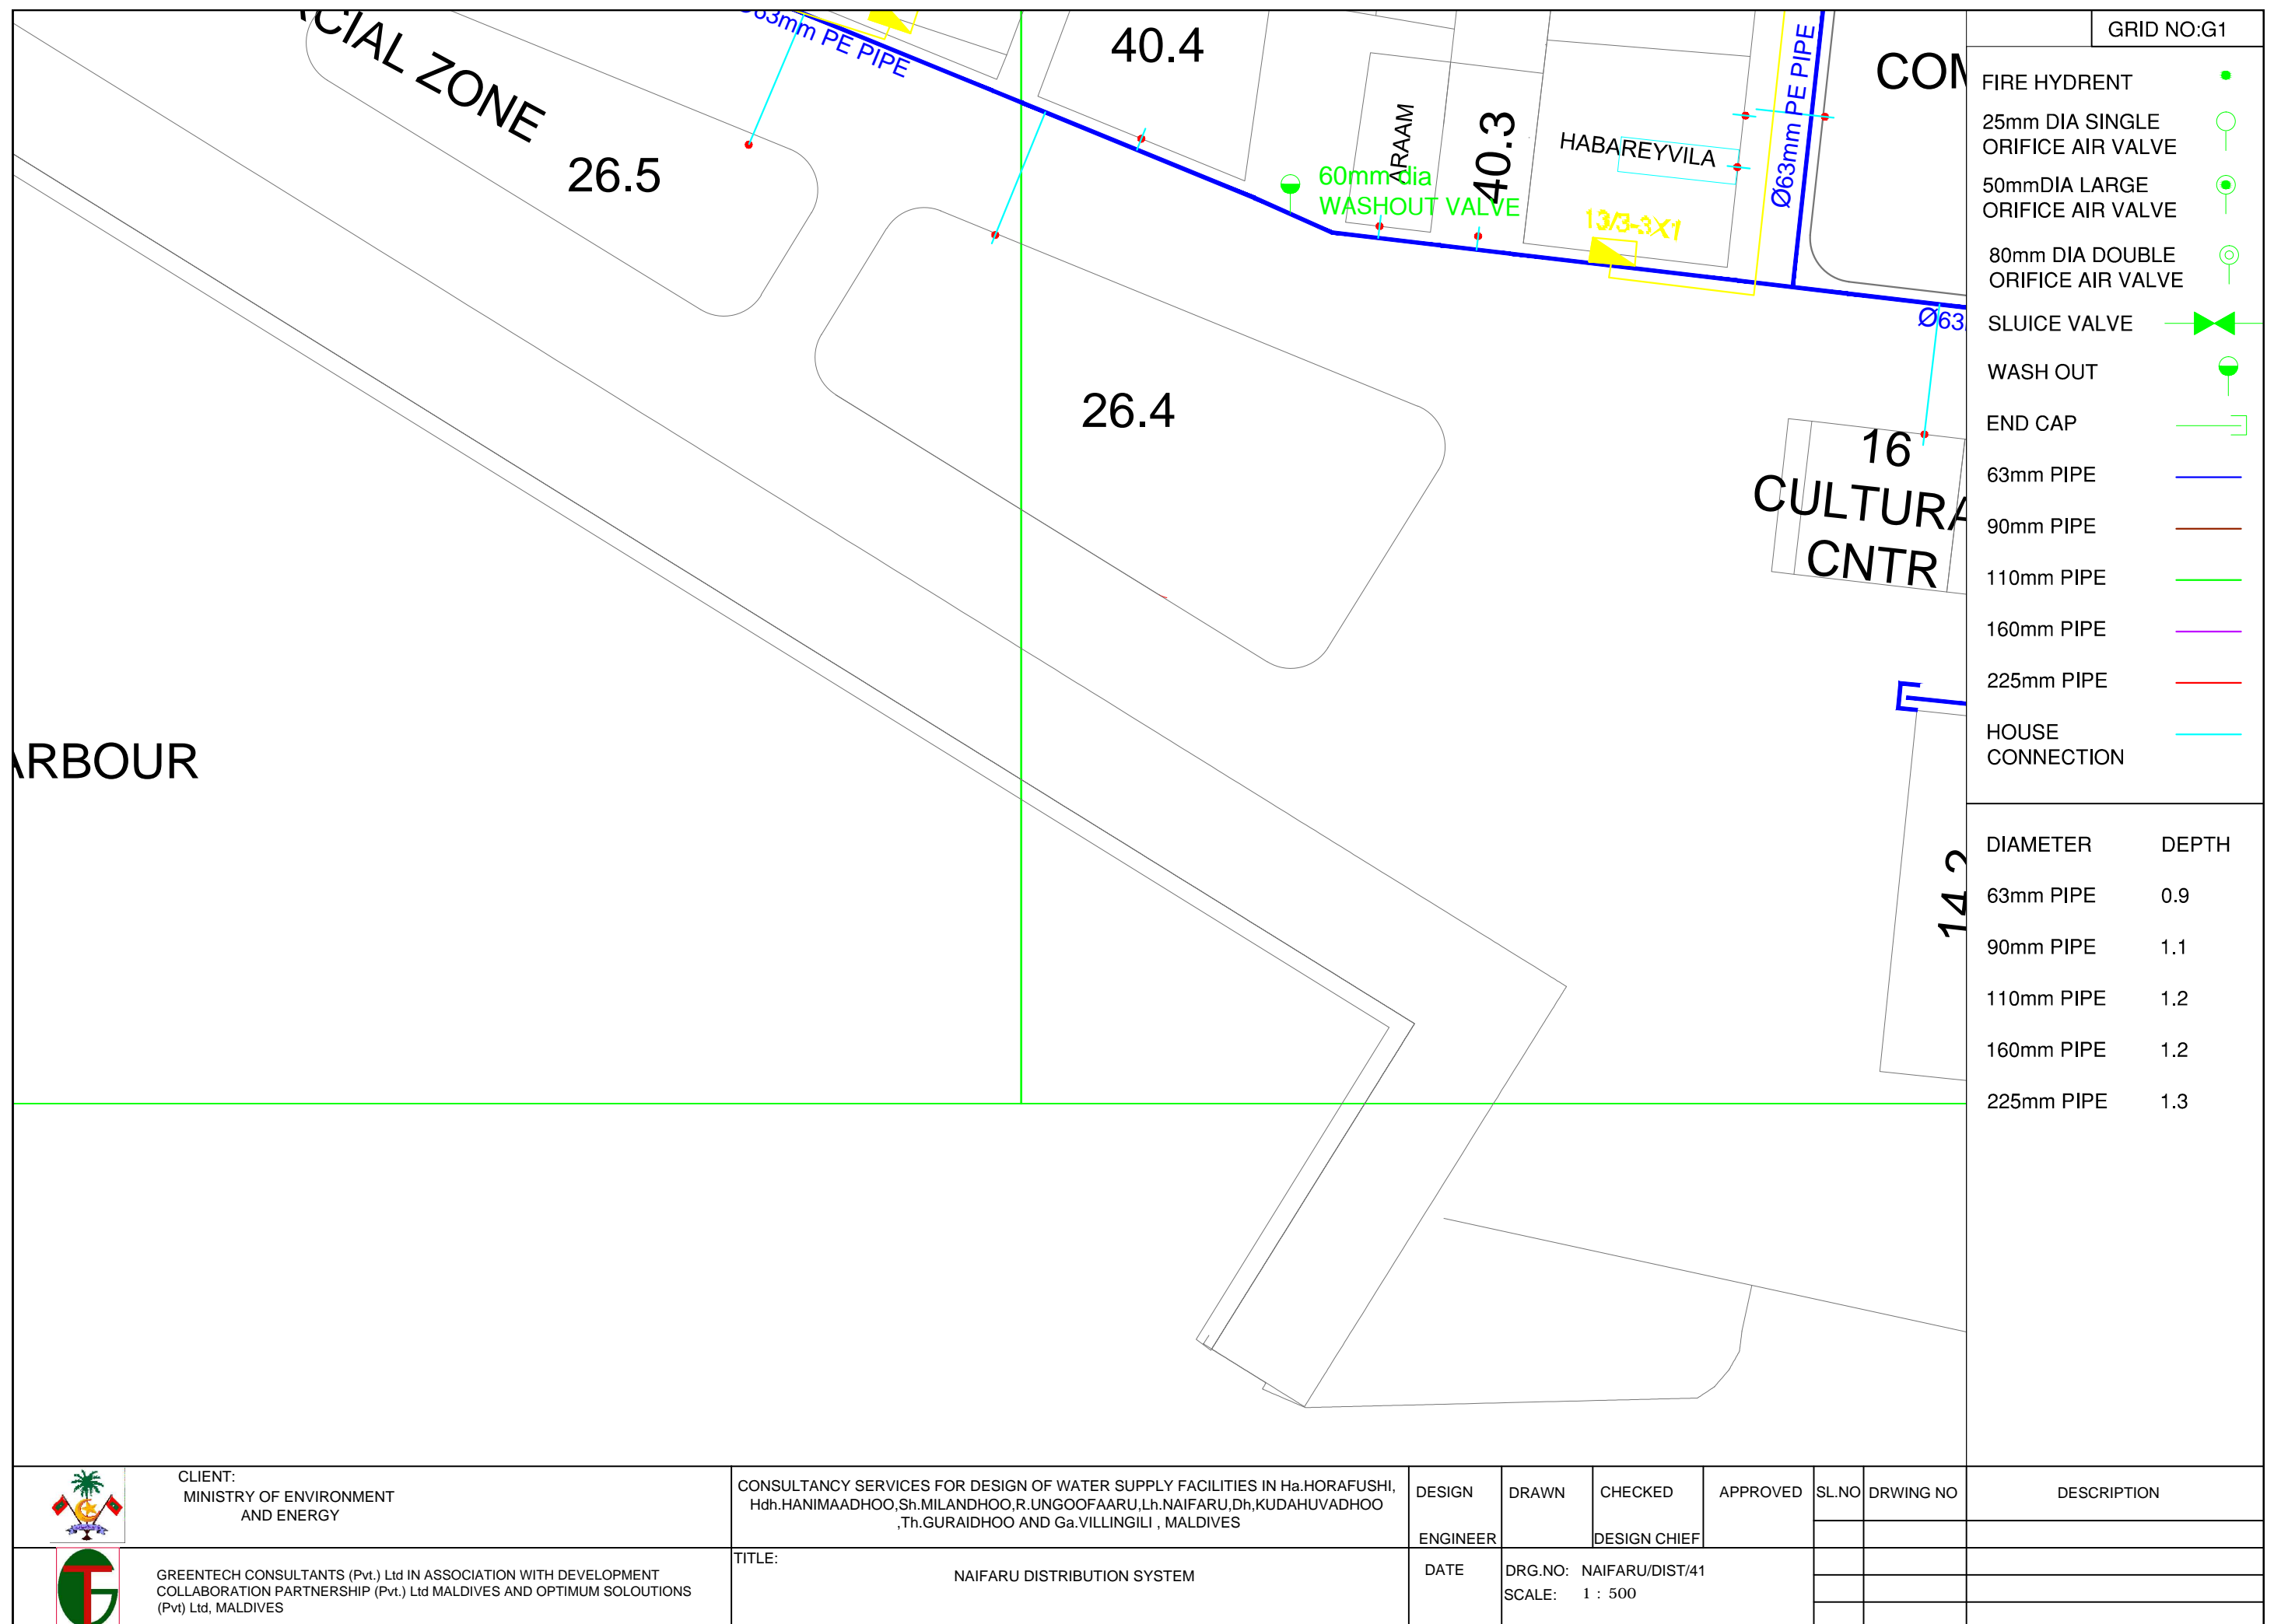 GRID NO:G1
CIAL ZONE
63mm PE PIPE
40.4
COM
26.5
ARAAM
40.3
HABAREYVILA
Ø63mm PE PIPE
60mm dia
WASHOUT VALVE
13/3-3X1
Ø63
26.4
16
CULTURA
CNTR
ARBOUR
14.2
FIRE HYDRENT
25mm DIA SINGLE
ORIFICE AIR VALVE
50mmDIA LARGE
ORIFICE AIR VALVE
80mm DIA DOUBLE
ORIFICE AIR VALVE
SLUICE VALVE
WASH OUT
END CAP
63mm PIPE
90mm PIPE
110mm PIPE
160mm PIPE
225mm PIPE
HOUSE
CONNECTION
DIAMETER DEPTH
63mm PIPE 0.9
90mm PIPE 1.1
110mm PIPE 1.2
160mm PIPE 1.2
225mm PIPE 1.3
CLIENT:
MINISTRY OF ENVIRONMENT
AND ENERGY
GREENTECH CONSULTANTS (Pvt.) Ltd IN ASSOCIATION WITH DEVELOPMENT
COLLABORATION PARTNERSHIP (Pvt.) Ltd MALDIVES AND OPTIMUM SOLOUTIONS
(Pvt) Ltd, MALDIVES
CONSULTANCY SERVICES FOR DESIGN OF WATER SUPPLY FACILITIES IN Ha.HORAFUSHI,
Hdh.HANIMAADHOO,Sh.MILANDHOO,R.UNGOOFAARU,Lh.NAIFARU,Dh,KUDAHUVADHOO
,Th.GURAIDHOO AND Ga.VILLINGILI , MALDIVES
TITLE:
NAIFARU DISTRIBUTION SYSTEM
DESIGN
ENGINEER
DRAWN
CHECKED
DESIGN CHIEF
APPROVED
SL.NO
DRWING NO
DESCRIPTION
DATE
DRG.NO: NAIFARU/DIST/41
SCALE: 1 : 500